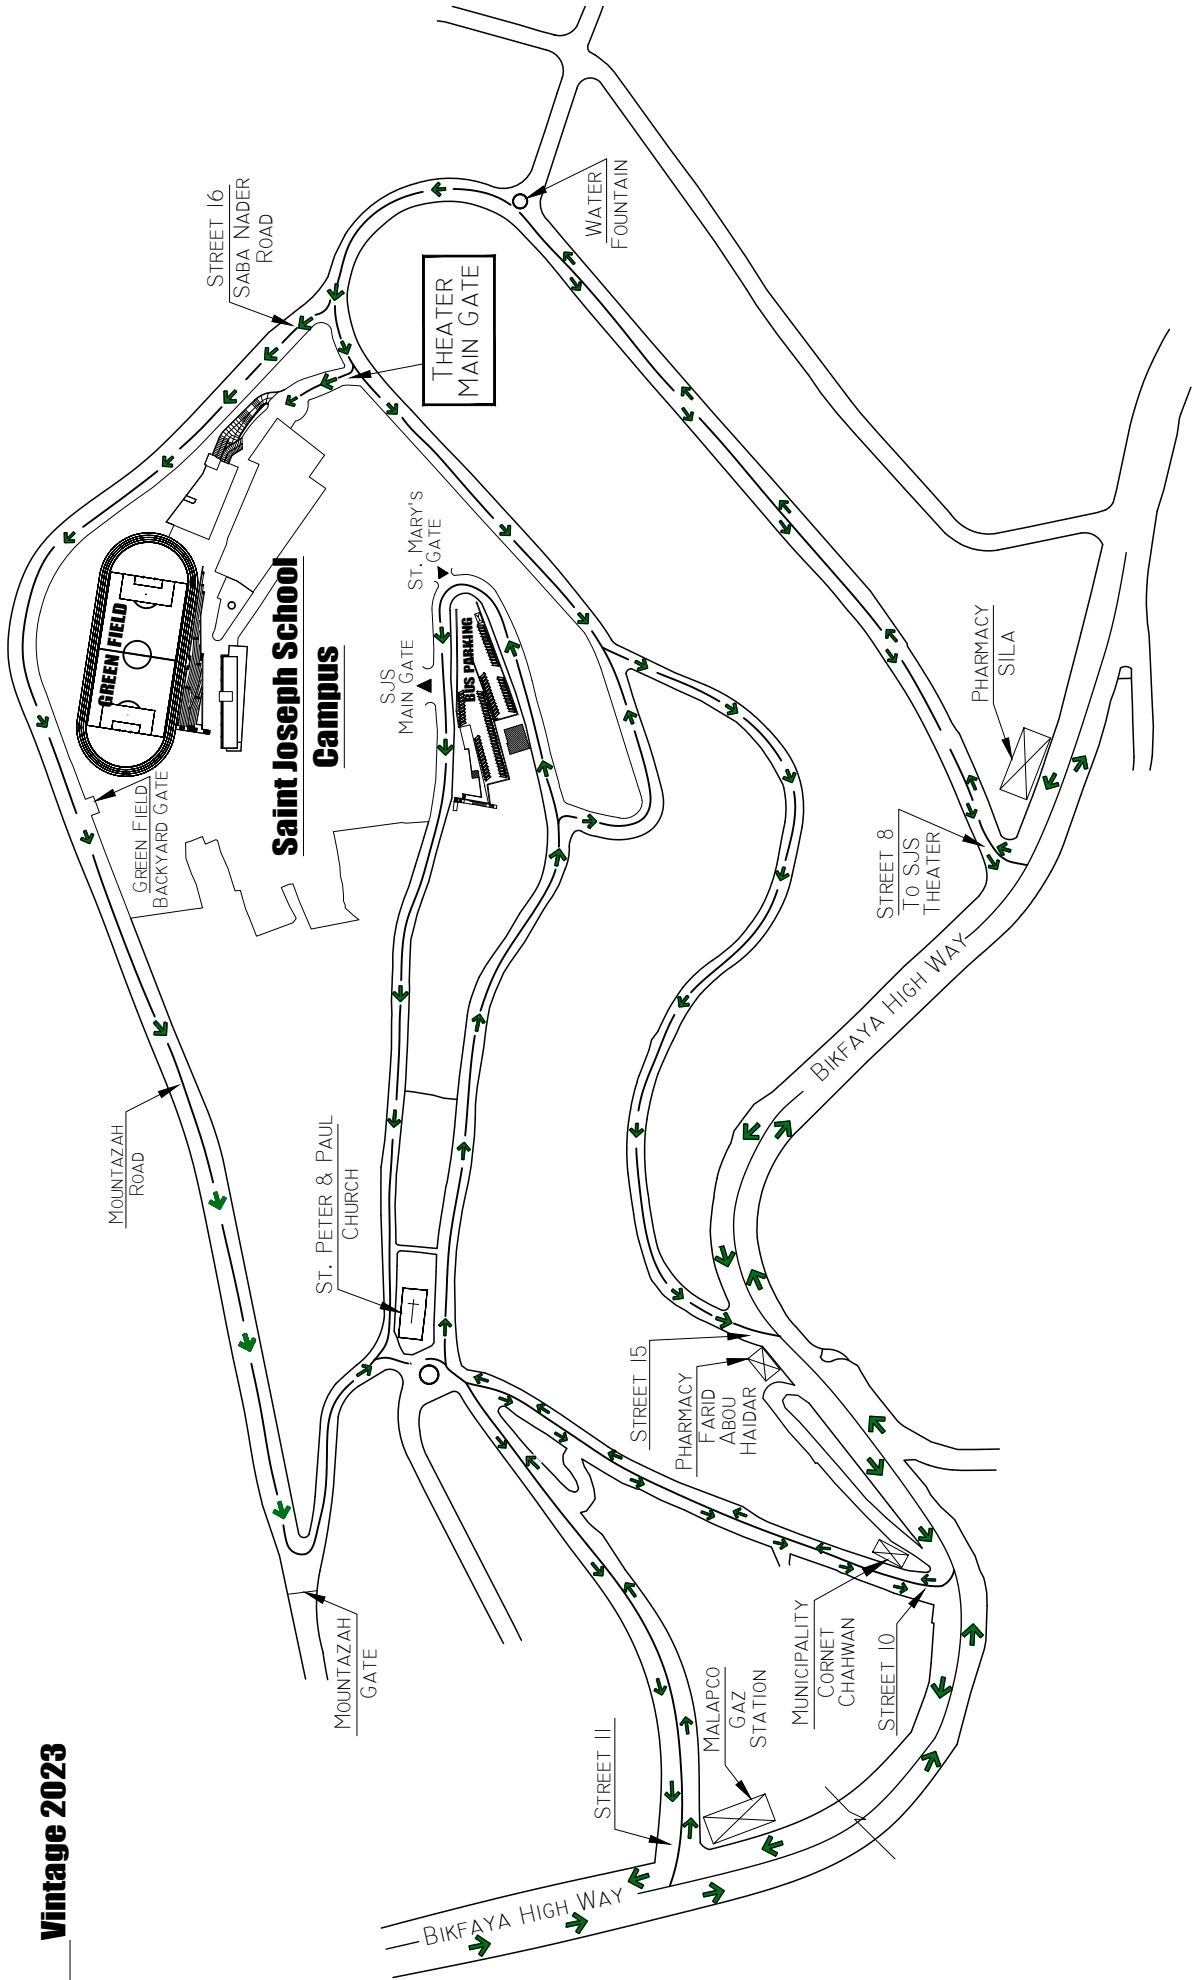 Vintage 2023
STREET 16
SABA NADER
ROAD
THEATER
MAIN GATE
WATER
FOUNTAIN
GREEN FIELD
Saint Joseph School
Campus
ST. MARY'S
GATE
SJS
MAIN GATE
BUS PARKING
GREEN FIELD
BACKYARD GATE
PHARMACY
SILA
STREET 8
TO SJS
THEATER
BIKFAYA HIGH WAY
MOUNTAZAH
ROAD
ST. PETER & PAUL
CHURCH
STREET 15
PHARMACY
FARID
ABOU
HAIDAR
MOUNTAZAH
GATE
MUNICIPALITY
CORNET
CHAHWAN
STREET 10
MALAPCO
GAZ
STATION
STREET 11
BIKFAYA HIGH WAY